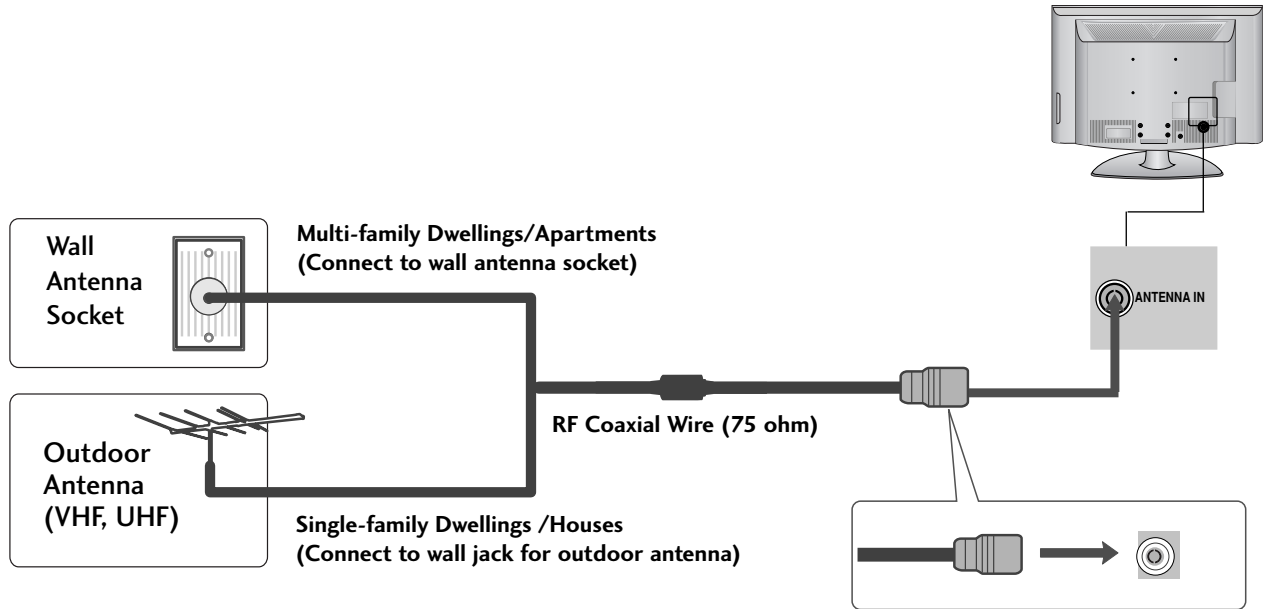 Wall
Antenna
Socket
Multi-family Dwellings/Apartments
(Connect to wall antenna socket)
ANTENNA IN
RF Coaxial Wire (75 ohm)
Outdoor
Antenna
(VHF, UHF)
Single-family Dwellings /Houses
(Connect to wall jack for outdoor antenna)